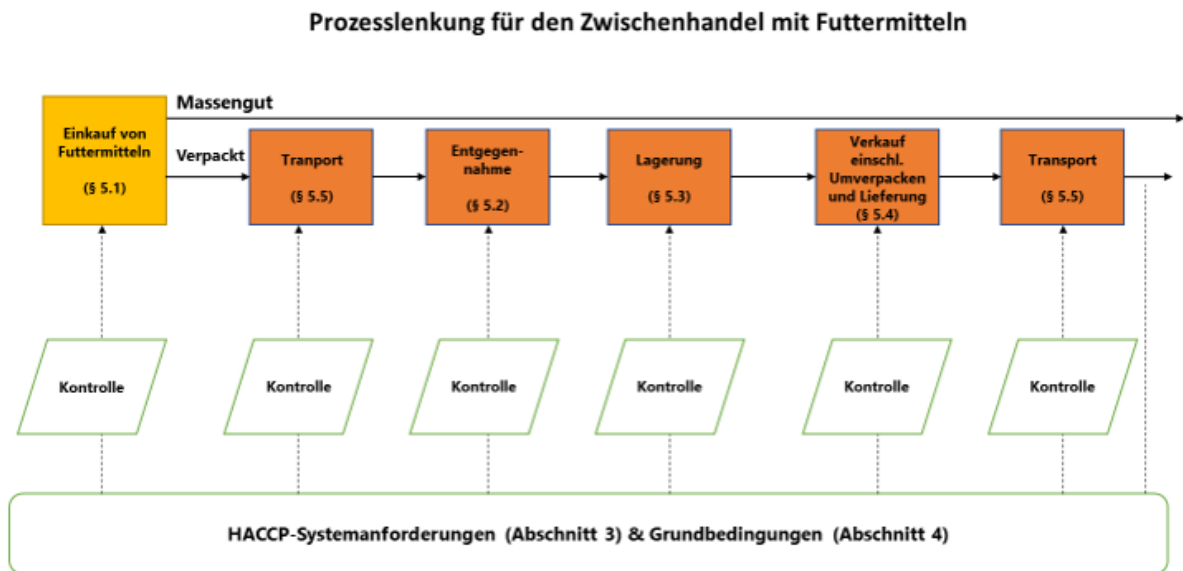 Prozesslenkung für den Zwischenhandel mit Futtermitteln
Massengut
Einkauf von
Futtermitteln
(§ 5.1)
Verpackt
Tranport
(§ 5.5)
Entgegen-
nahme
(§ 5.2)
Lagerung
(§ 5.3)
Verkauf
einschl.
Umverpacken
und Lieferung
(§ 5.4)
Transport
(§ 5.5)
Kontrolle
Kontrolle
Kontrolle
Kontrolle
Kontrolle
Kontrolle
HACCP-Systemanforderungen (Abschnitt 3) & Grundbedingungen (Abschnitt 4)